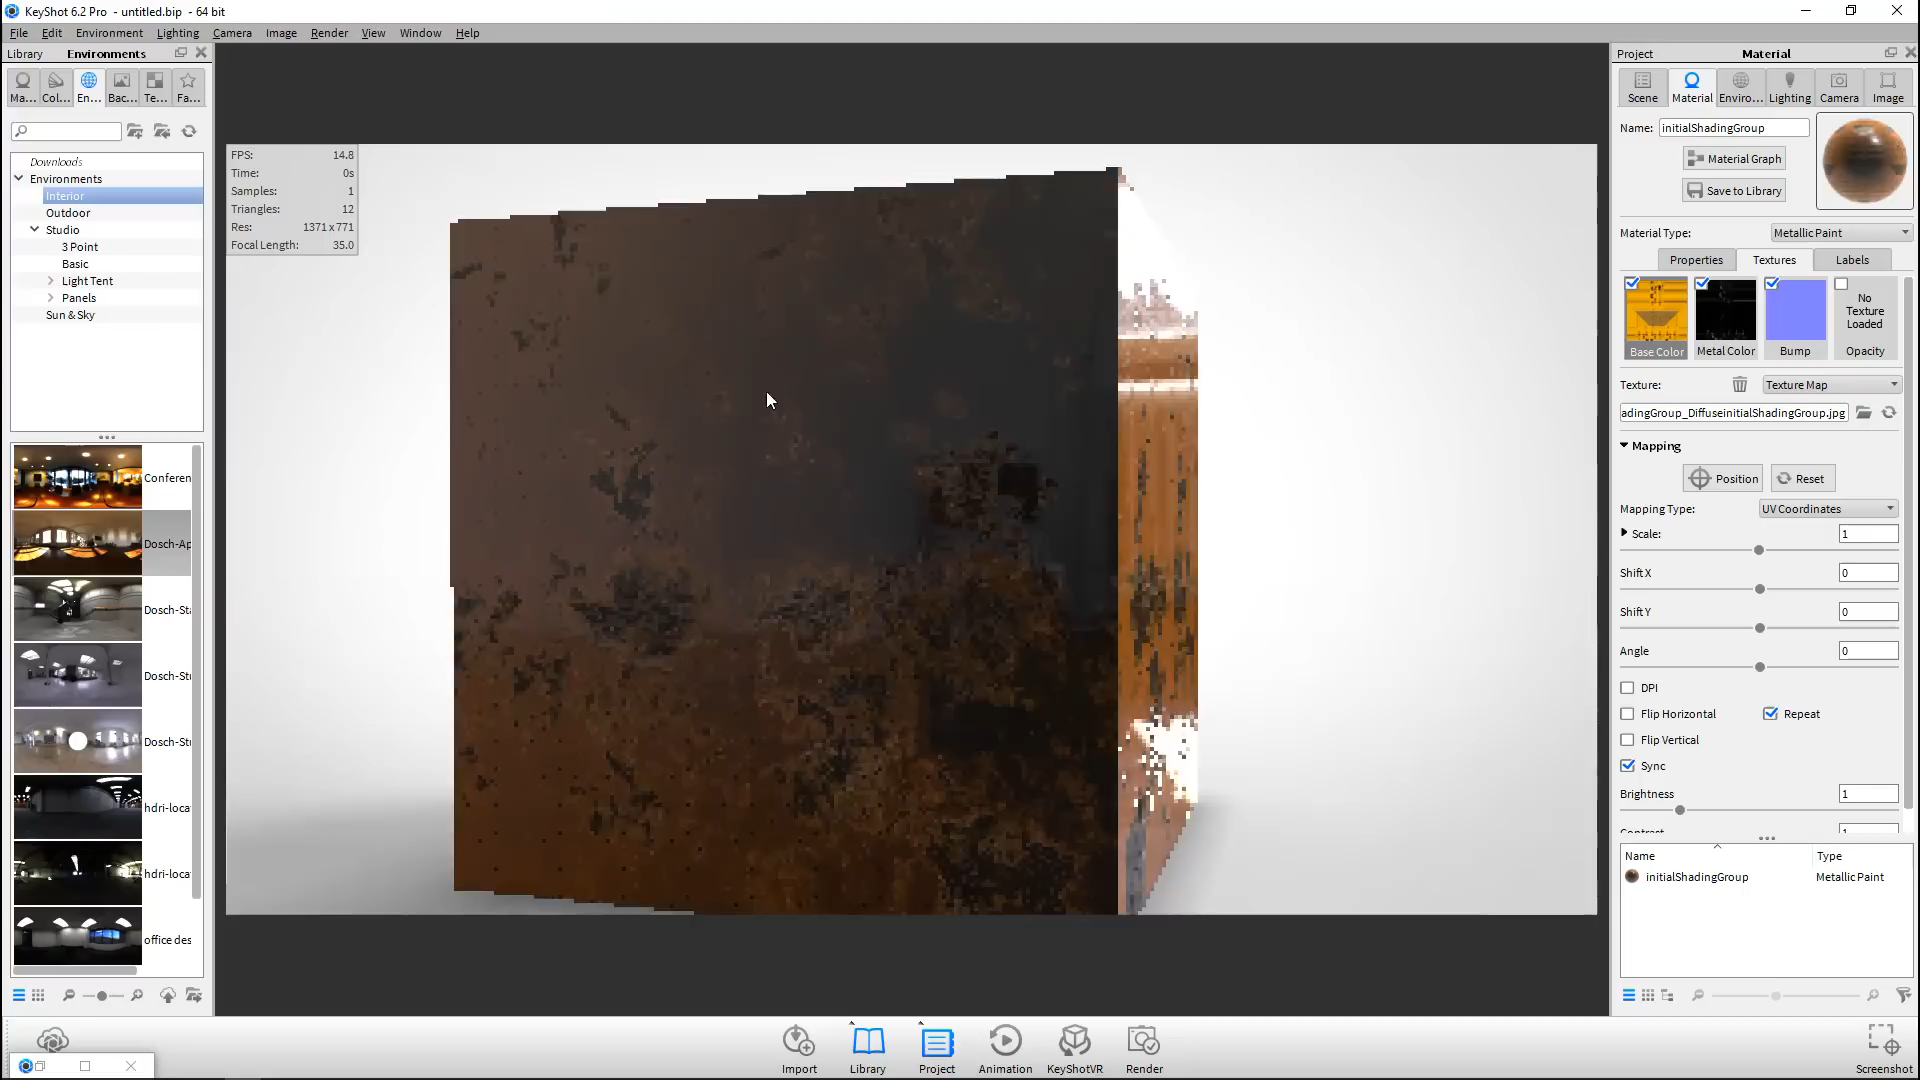 KeyShot 6.2 Pro - untitled.bip - 64 bit
File Edit Environment Lighting Camera Image Render View Window Help
Library Environments
Ma... Col... En... Bac... Te... Fa...
Downloads
Environments
Interior
Outdoor
Studio
3 Point
Basic
Light Tent
Panels
Sun & Sky
Conferen
Dosch-Ap
Dosch-Sta
Dosch-Stu
Dosch-Stu
hdri-loca
hdri-loca
office des
FPS: 14.8
Time: 0s
Samples: 1
Triangles: 12
Res: 1371 x 771
Focal Length: 35.0
Project Material
Scene Material Enviro... Lighting Camera Image
Name: initialShadingGroup
Material Graph
Save to Library
Material Type: Metallic Paint
Properties Textures Labels
No Texture Loaded
Base Color Metal Color Bump Opacity
Texture: Texture Map
adingGroup_DiffuseinitialShadingGroup.jpg
Mapping
Position Reset
Mapping Type: UV Coordinates
Scale: 1
Shift X 0
Shift Y 0
Angle 0
DPI
Flip Horizontal Repeat
Flip Vertical
Sync
Brightness 1
Contrast 1
Name Type
initialShadingGroup Metallic Paint
Import Library Project Animation KeyShotVR Render Screenshot